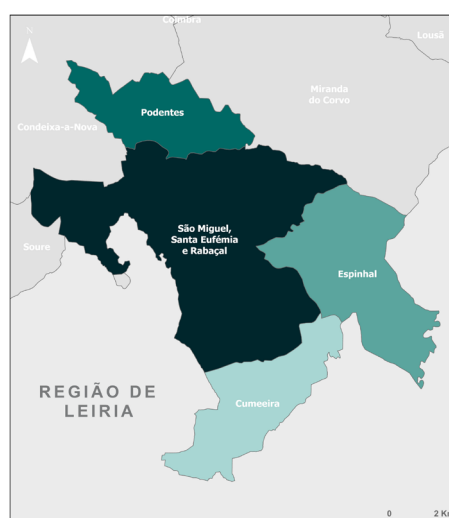 Coimbra
Lousã
N
Miranda
do Corvo
Podentes
Condeixa-a-Nova
São Miguel,
Santa Eufémia
e Rabaçal
Soure
Espinhal
REGIÃO DE
LEIRIA
Cumeeira
0 2 K